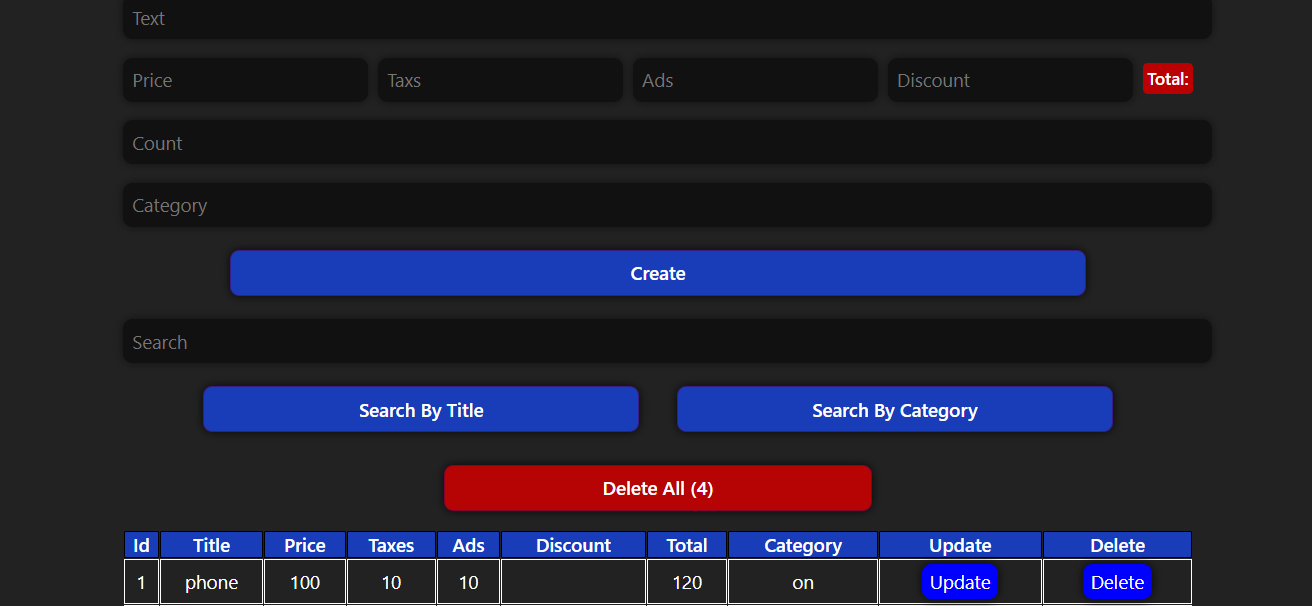 Text
Price Taxs Ads Discount Total:
Count
Category
Create
Search
Search By Title Search By Category
Delete All (4)
Id Title Price Taxes Ads Discount Total Category Update Delete
1 phone 100 10 10 120 on Update Delete